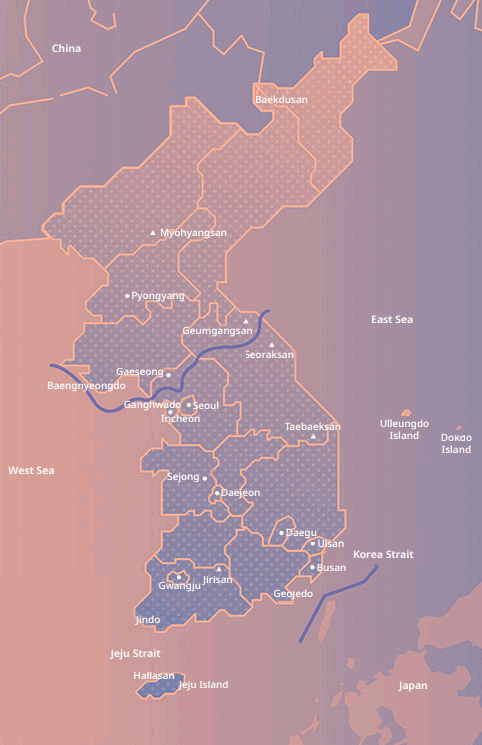 China
Baekdusan
Myohyangsan
Pyongyang
East Sea
Geumgangsan
Seoraksan
Gaeseong
Baengnyeongdo
Ganghwado
Seoul
Incheon
Taebaeksan
Ulleungdo
Island
Dokdo
Island
West Sea
Sejong
Daejeon
Daegu
Ulsan
Korea Strait
Busan
Jirisan
Gwangju
Geojedo
Jindo
Jeju Strait
Hallasan
Jeju Island
Japan